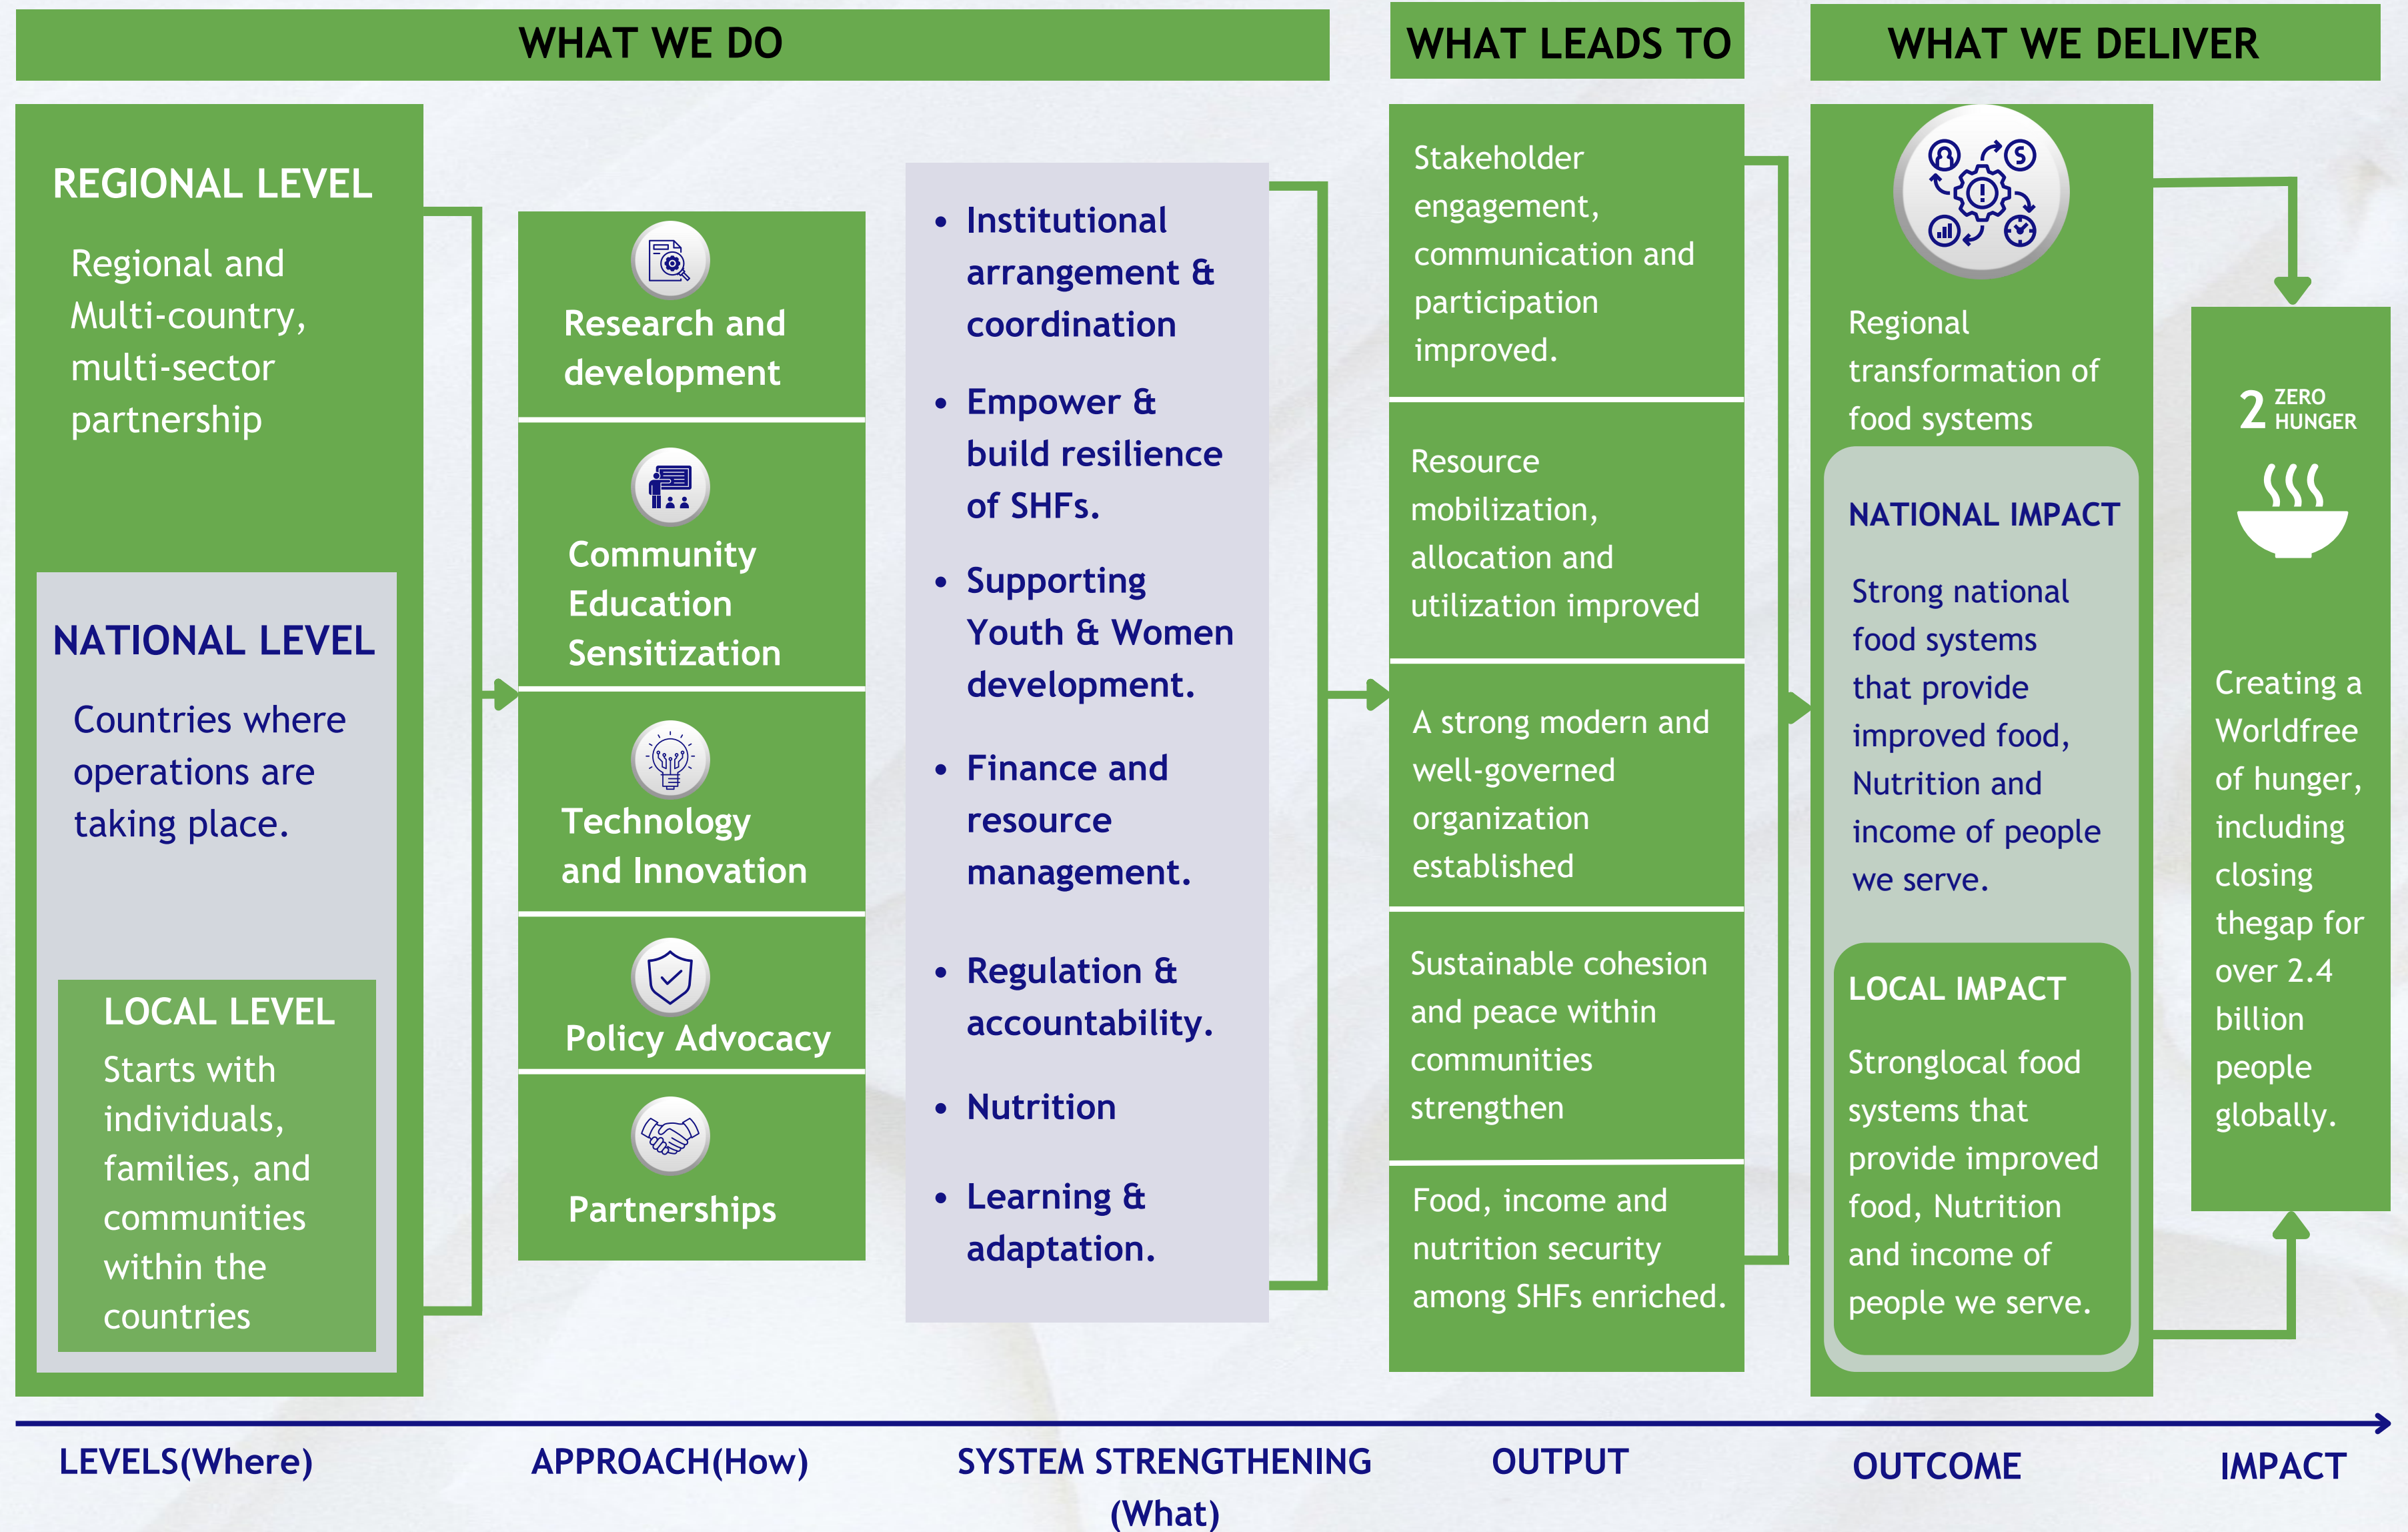 WHAT WE DO
WHAT LEADS TO
WHAT WE DELIVER
REGIONAL LEVEL
Regional and
Multi-country,
multi-sector
partnership
NATIONAL LEVEL
Countries where
operations are
taking place.
LOCAL LEVEL
Starts with
individuals,
families, and
communities
within the
countries
Research and
development
Community
Education
Sensitization
Technology
and Innovation
Policy Advocacy
Partnerships
• Institutional
arrangement &
coordination
• Empower &
build resilience
of SHFs.
• Supporting
Youth & Women
development.
• Finance and
resource
management.
• Regulation &
accountability.
• Nutrition
• Learning &
adaptation.
Stakeholder
engagement,
communication and
participation
improved.
Resource
mobilization,
allocation and
utilization improved
A strong modern and
well-governed
organization
established
Sustainable cohesion
and peace within
communities
strengthen
Food, income and
nutrition security
among SHFs enriched.
Regional
transformation of
food systems
NATIONAL IMPACT
Strong national
food systems
that provide
improved food,
Nutrition and
income of people
we serve.
LOCAL IMPACT
Stronglocal food
systems that
provide improved
food, Nutrition
and income of
people we serve.
2 ZERO
HUNGER
Creating a
Worldfree
of hunger,
including
closing
thegap for
over 2.4
billion
people
globally.
LEVELS(Where)
APPROACH(How)
SYSTEM STRENGTHENING
(What)
OUTPUT
OUTCOME
IMPACT